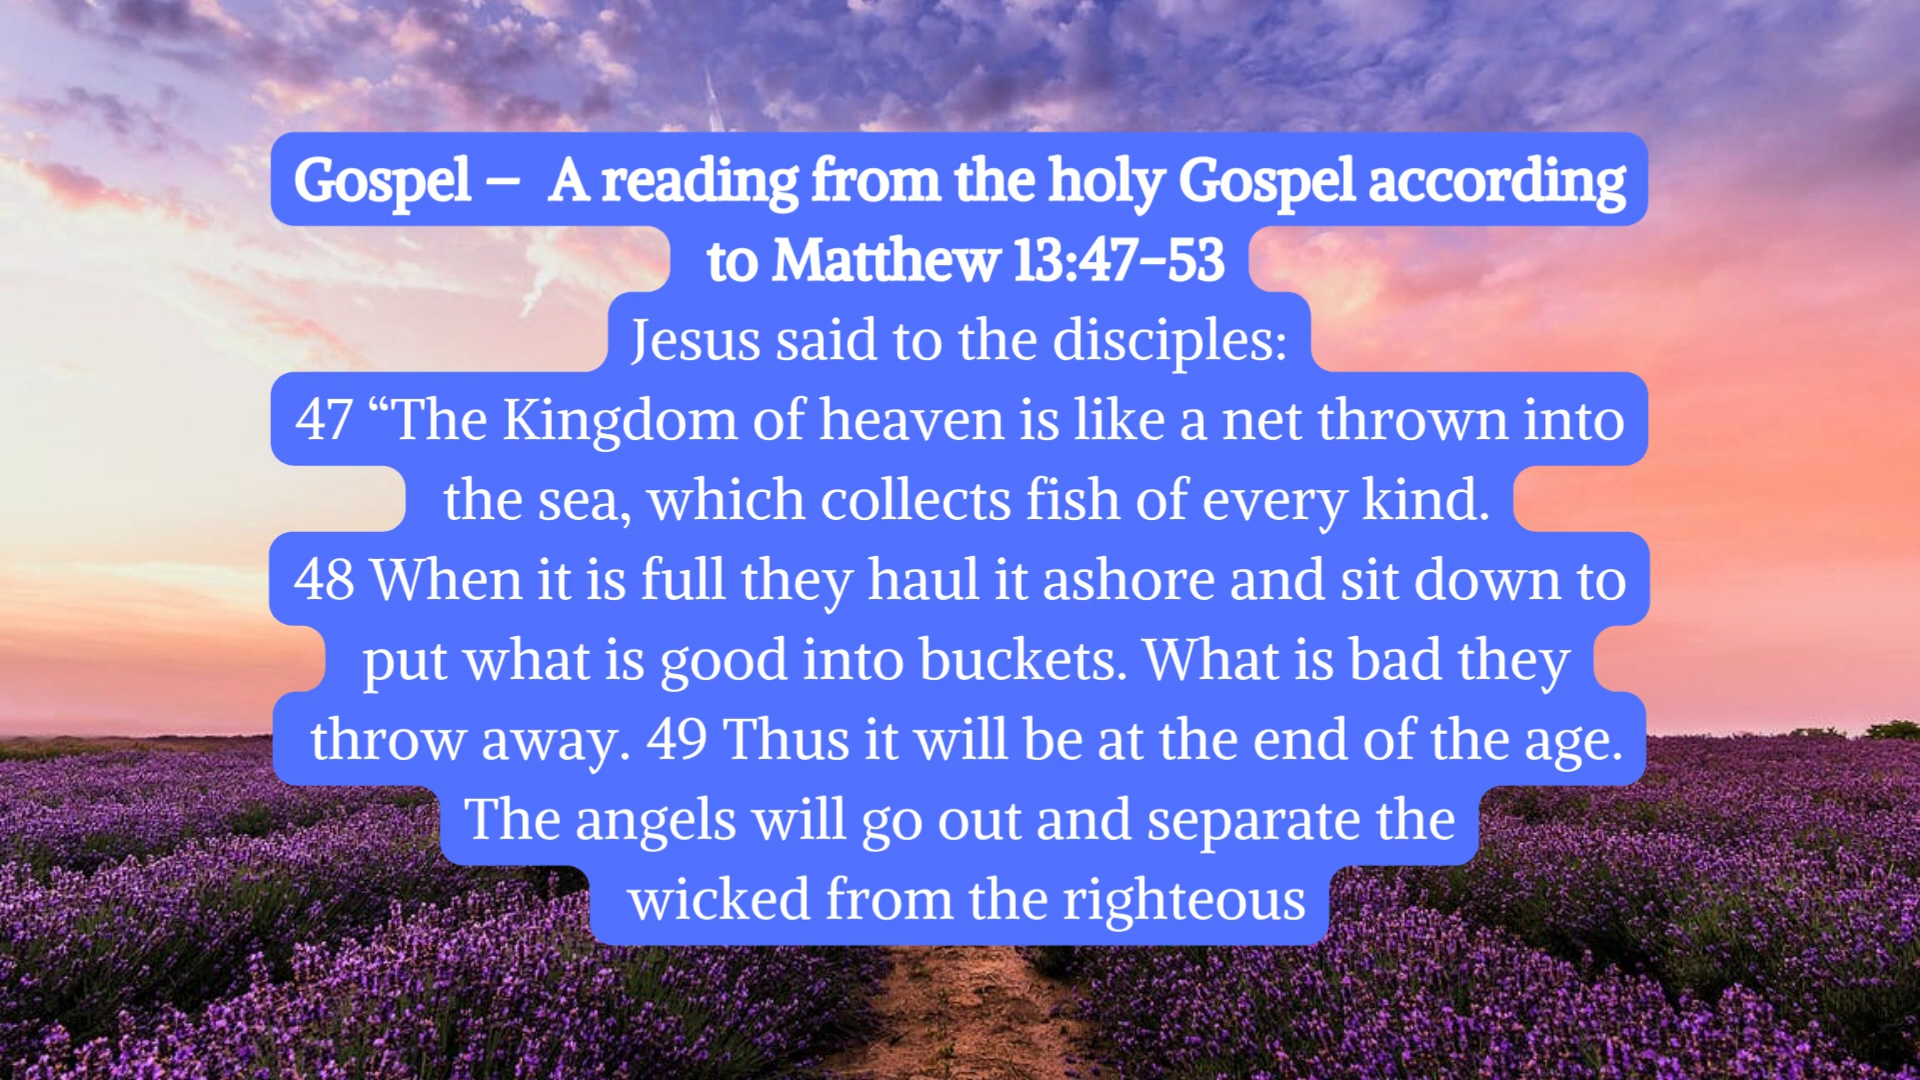 Gospel – A reading from the holy Gospel according
to Matthew 13:47-53
Jesus said to the disciples:
47 “The Kingdom of heaven is like a net thrown into
the sea, which collects fish of every kind.
48 When it is full they haul it ashore and sit down to
put what is good into buckets. What is bad they
throw away. 49 Thus it will be at the end of the age.
The angels will go out and separate the
wicked from the righteous